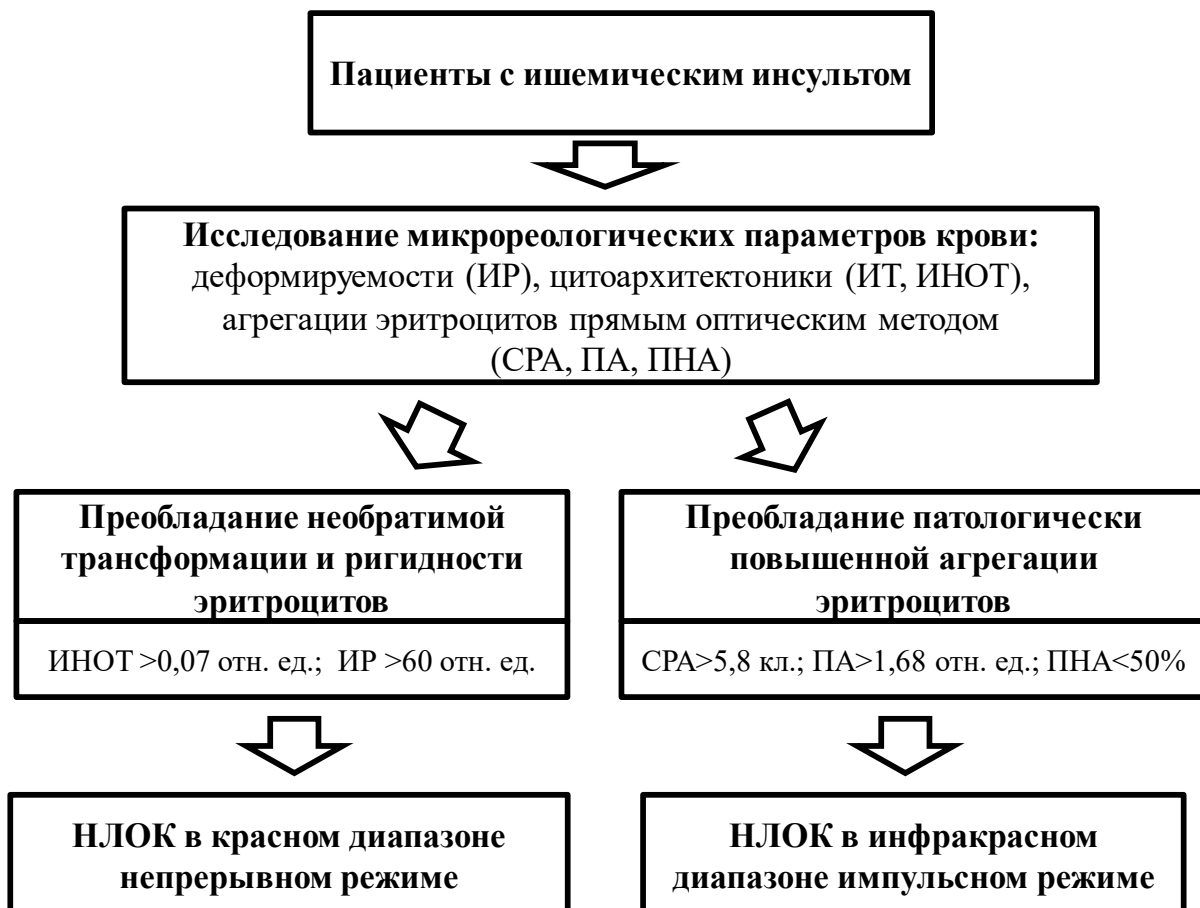 Пациенты с ишемическим инсультом
Исследование микрореологических параметров крови:
деформируемости (ИР), цитоархитектоники (ИТ, ИНОТ),
агрегации эритроцитов прямым оптическим методом
(СРА, ПА, ПНА)
Преобладание необратимой
трансформации и ригидности
эритроцитов
ИНОТ >0,07 отн. ед.; ИР >60 отн. ед.
Преобладание патологически
повышенной агрегации
эритроцитов
СРА>5,8 кл.; ПА>1,68 отн. ед.; ПНА<50%
НЛОК в красном диапазоне
непрерывном режиме
НЛОК в инфракрасном
диапазоне импульсном режиме